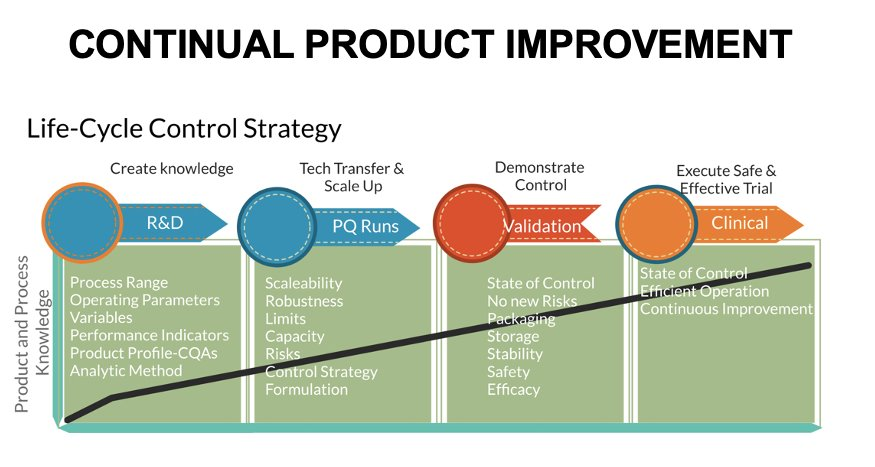 CONTINUAL PRODUCT IMPROVEMENT
Life-Cycle Control Strategy
Create knowledge
Tech Transfer &
Scale Up
Demonstrate
Control
Execute Safe &
Effective Trial
R&D
PQ Runs
Validation
Clinical
Product and Process
Knowledge
Process Range
Operating Parameters
Variables
Performance Indicators
Product Profile-CQAs
Analytic Method
Scaleability
Robustness
Limits
Capacity
Risks
Control Strategy
Formulation
State of Control
No new Risks
Packaging
Storage
Stability
Safety
Efficacy
State of Control
Efficient Operation
Continuous Improvement